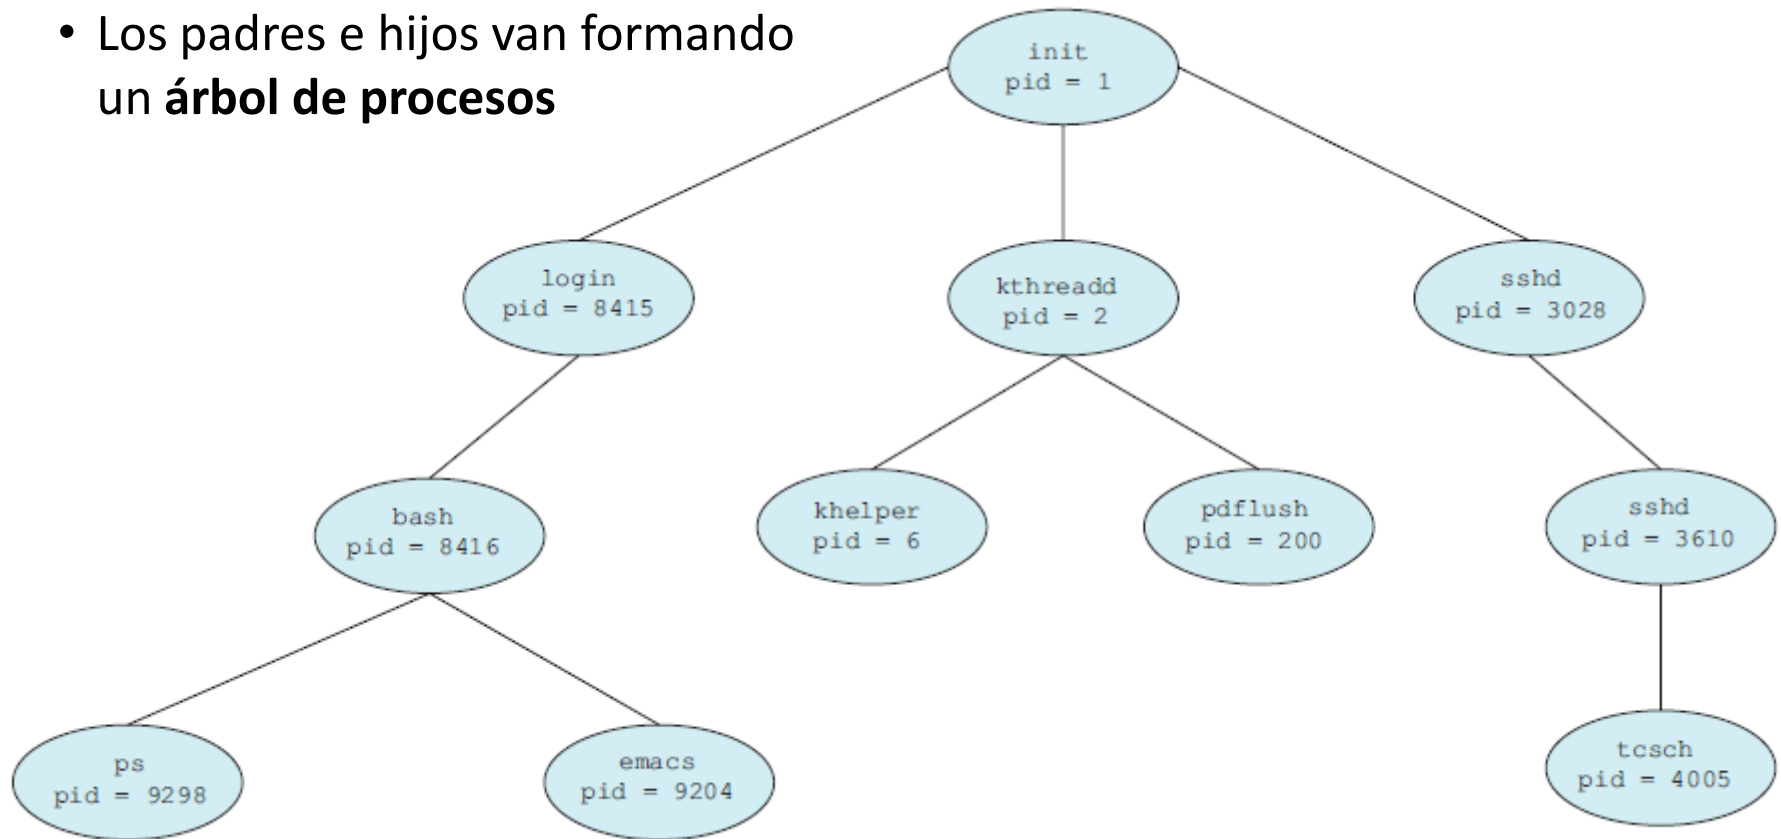 • Los padres e hijos van formando
un árbol de procesos
init
pid = 1
login
pid = 8415
kthreadd
pid = 2
sshd
pid = 3028
bash
pid = 8416
khelper
pid = 6
pdflush
pid = 200
sshd
pid = 3610
ps
pid = 9298
emacs
pid = 9204
tcsch
pid = 4005